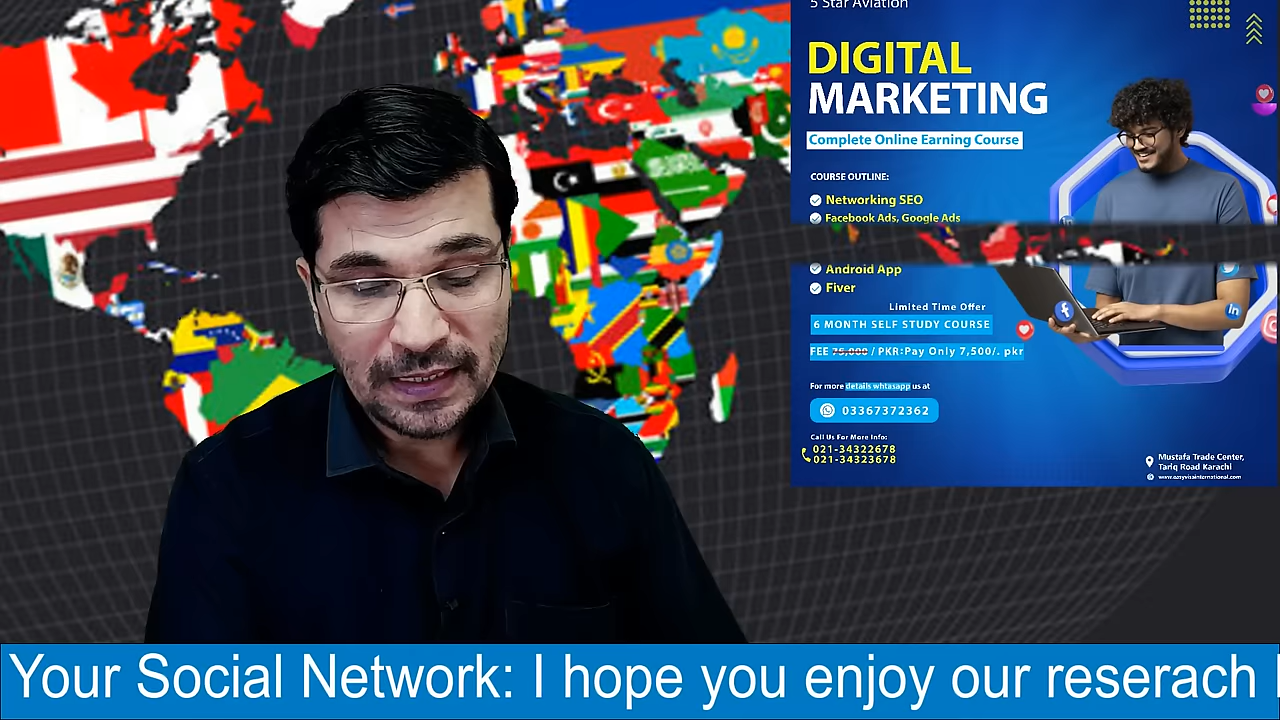 5 Star Aviation
DIGITAL
MARKETING
Complete Online Earning Course
COURSE OUTLINE:
Networking SEO
Facebook Ads, Google Ads
Android App
Fiver
Limited Time Offer
6 MONTH SELF STUDY COURSE
FEE 75,000 / PKR:Pay Only 7,500/. pkr
For more details whtasapp us at
03367372362
Call Us For More Info:
021-34322678
021-34323678
Mustafa Trade Center,
Tariq Road Karachi
Your Social Network: I hope you enjoy our reserach